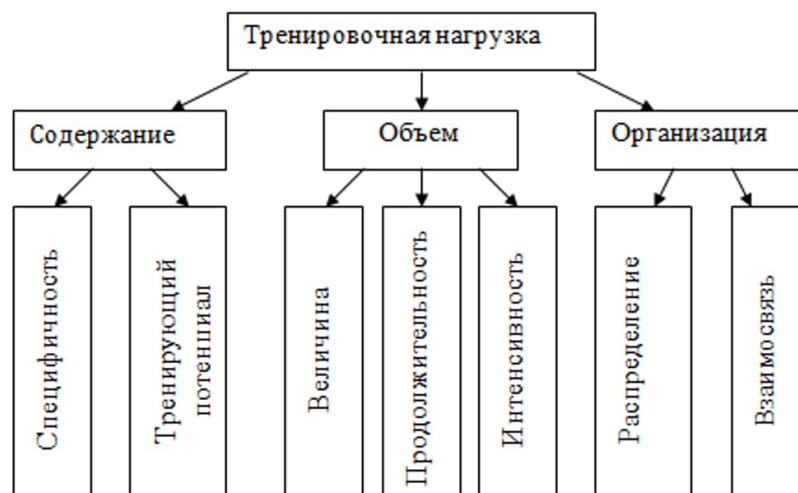 Тренировочная нагрузка
Содержание
Объем
Организация
Специфичность
Тренирующий
потенциал
Величина
Продолжительность
Интенсивность
Распределение
Взаимосвязь